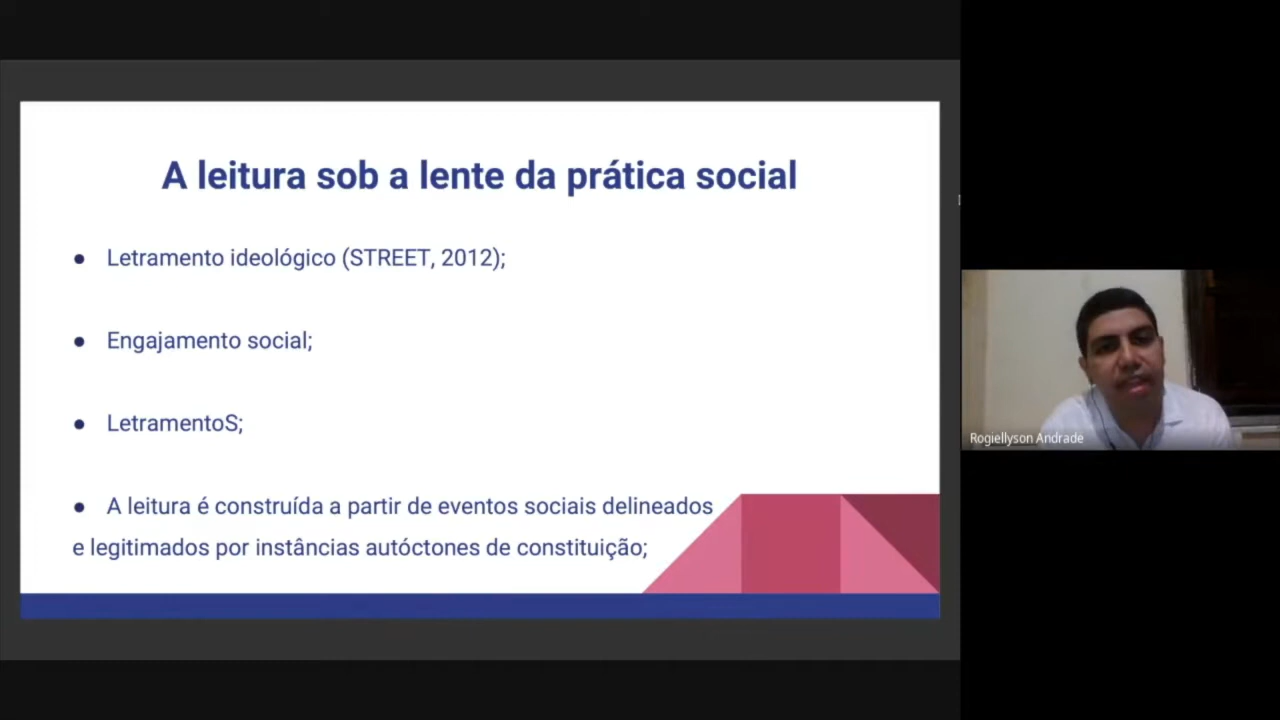 A leitura sob a lente da prática social
● Letramento ideológico (STREET, 2012);
● Engajamento social;
● LetramentoS;
● A leitura é construída a partir de eventos sociais delineados
e legitimados por instâncias autóctones de constituição;
Rogiellyson Andrade